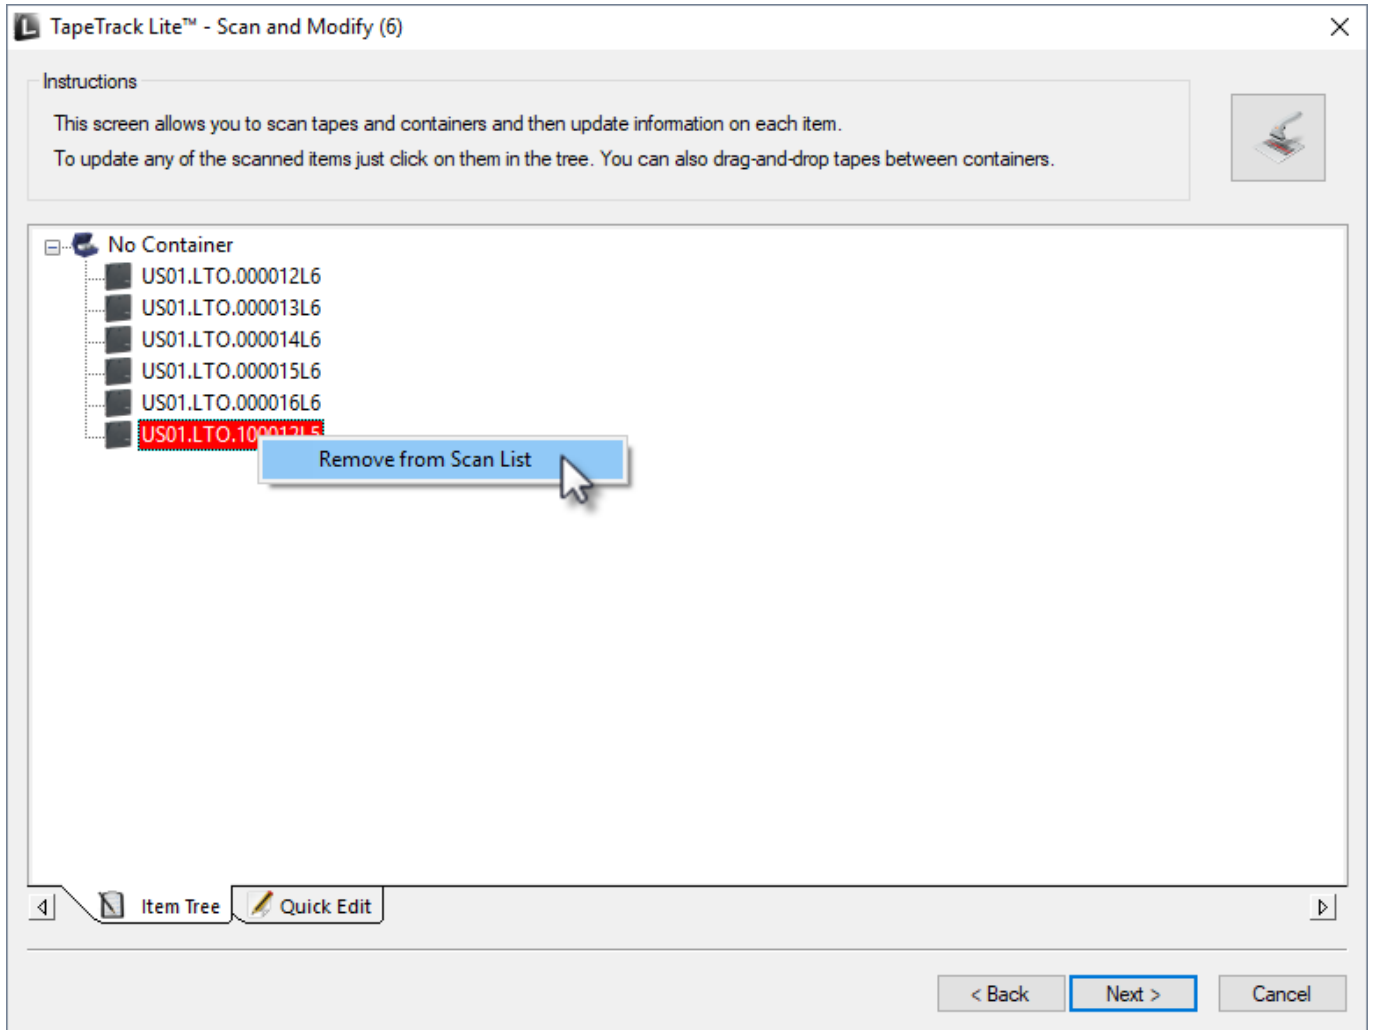 TapeTrack Lite™ - Scan and Modify (6)
Instructions
This screen allows you to scan tapes and containers and then update information on each item.
To update any of the scanned items just click on them in the tree. You can also drag-and-drop tapes between containers.
No Container
US01.LTO.000012L6
US01.LTO.000013L6
US01.LTO.000014L6
US01.LTO.000015L6
US01.LTO.000016L6
US01.LTO.100012L5
Remove from Scan List
Item Tree
Quick Edit
< Back
Next >
Cancel